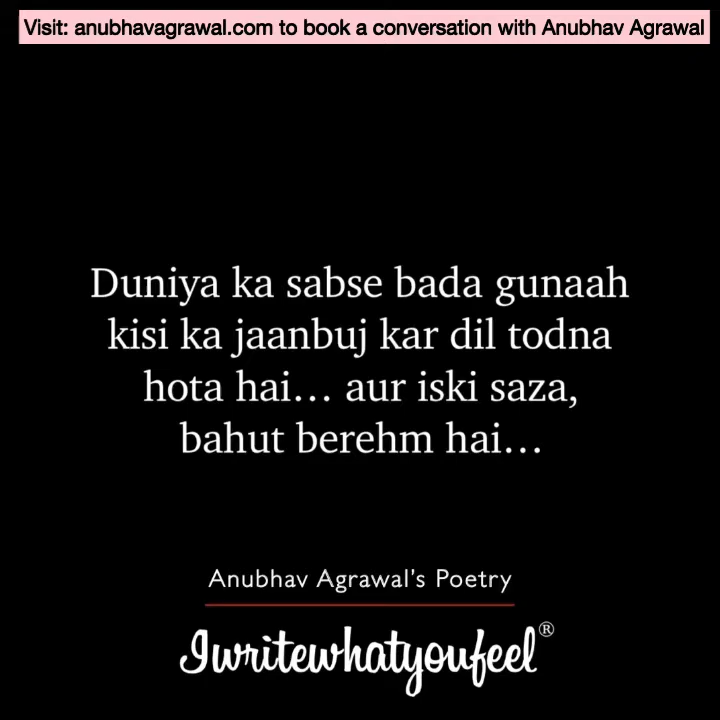 Visit: anubhavagrawal.com to book a conversation with Anubhav Agrawal
Duniya ka sabse bada gunaah
kisi ka jaanbuj kar dil todna
hota hai... aur iski saza,
bahut berehm hai...
Anubhav Agrawal's Poetry
Iwritewhatyoufeel®